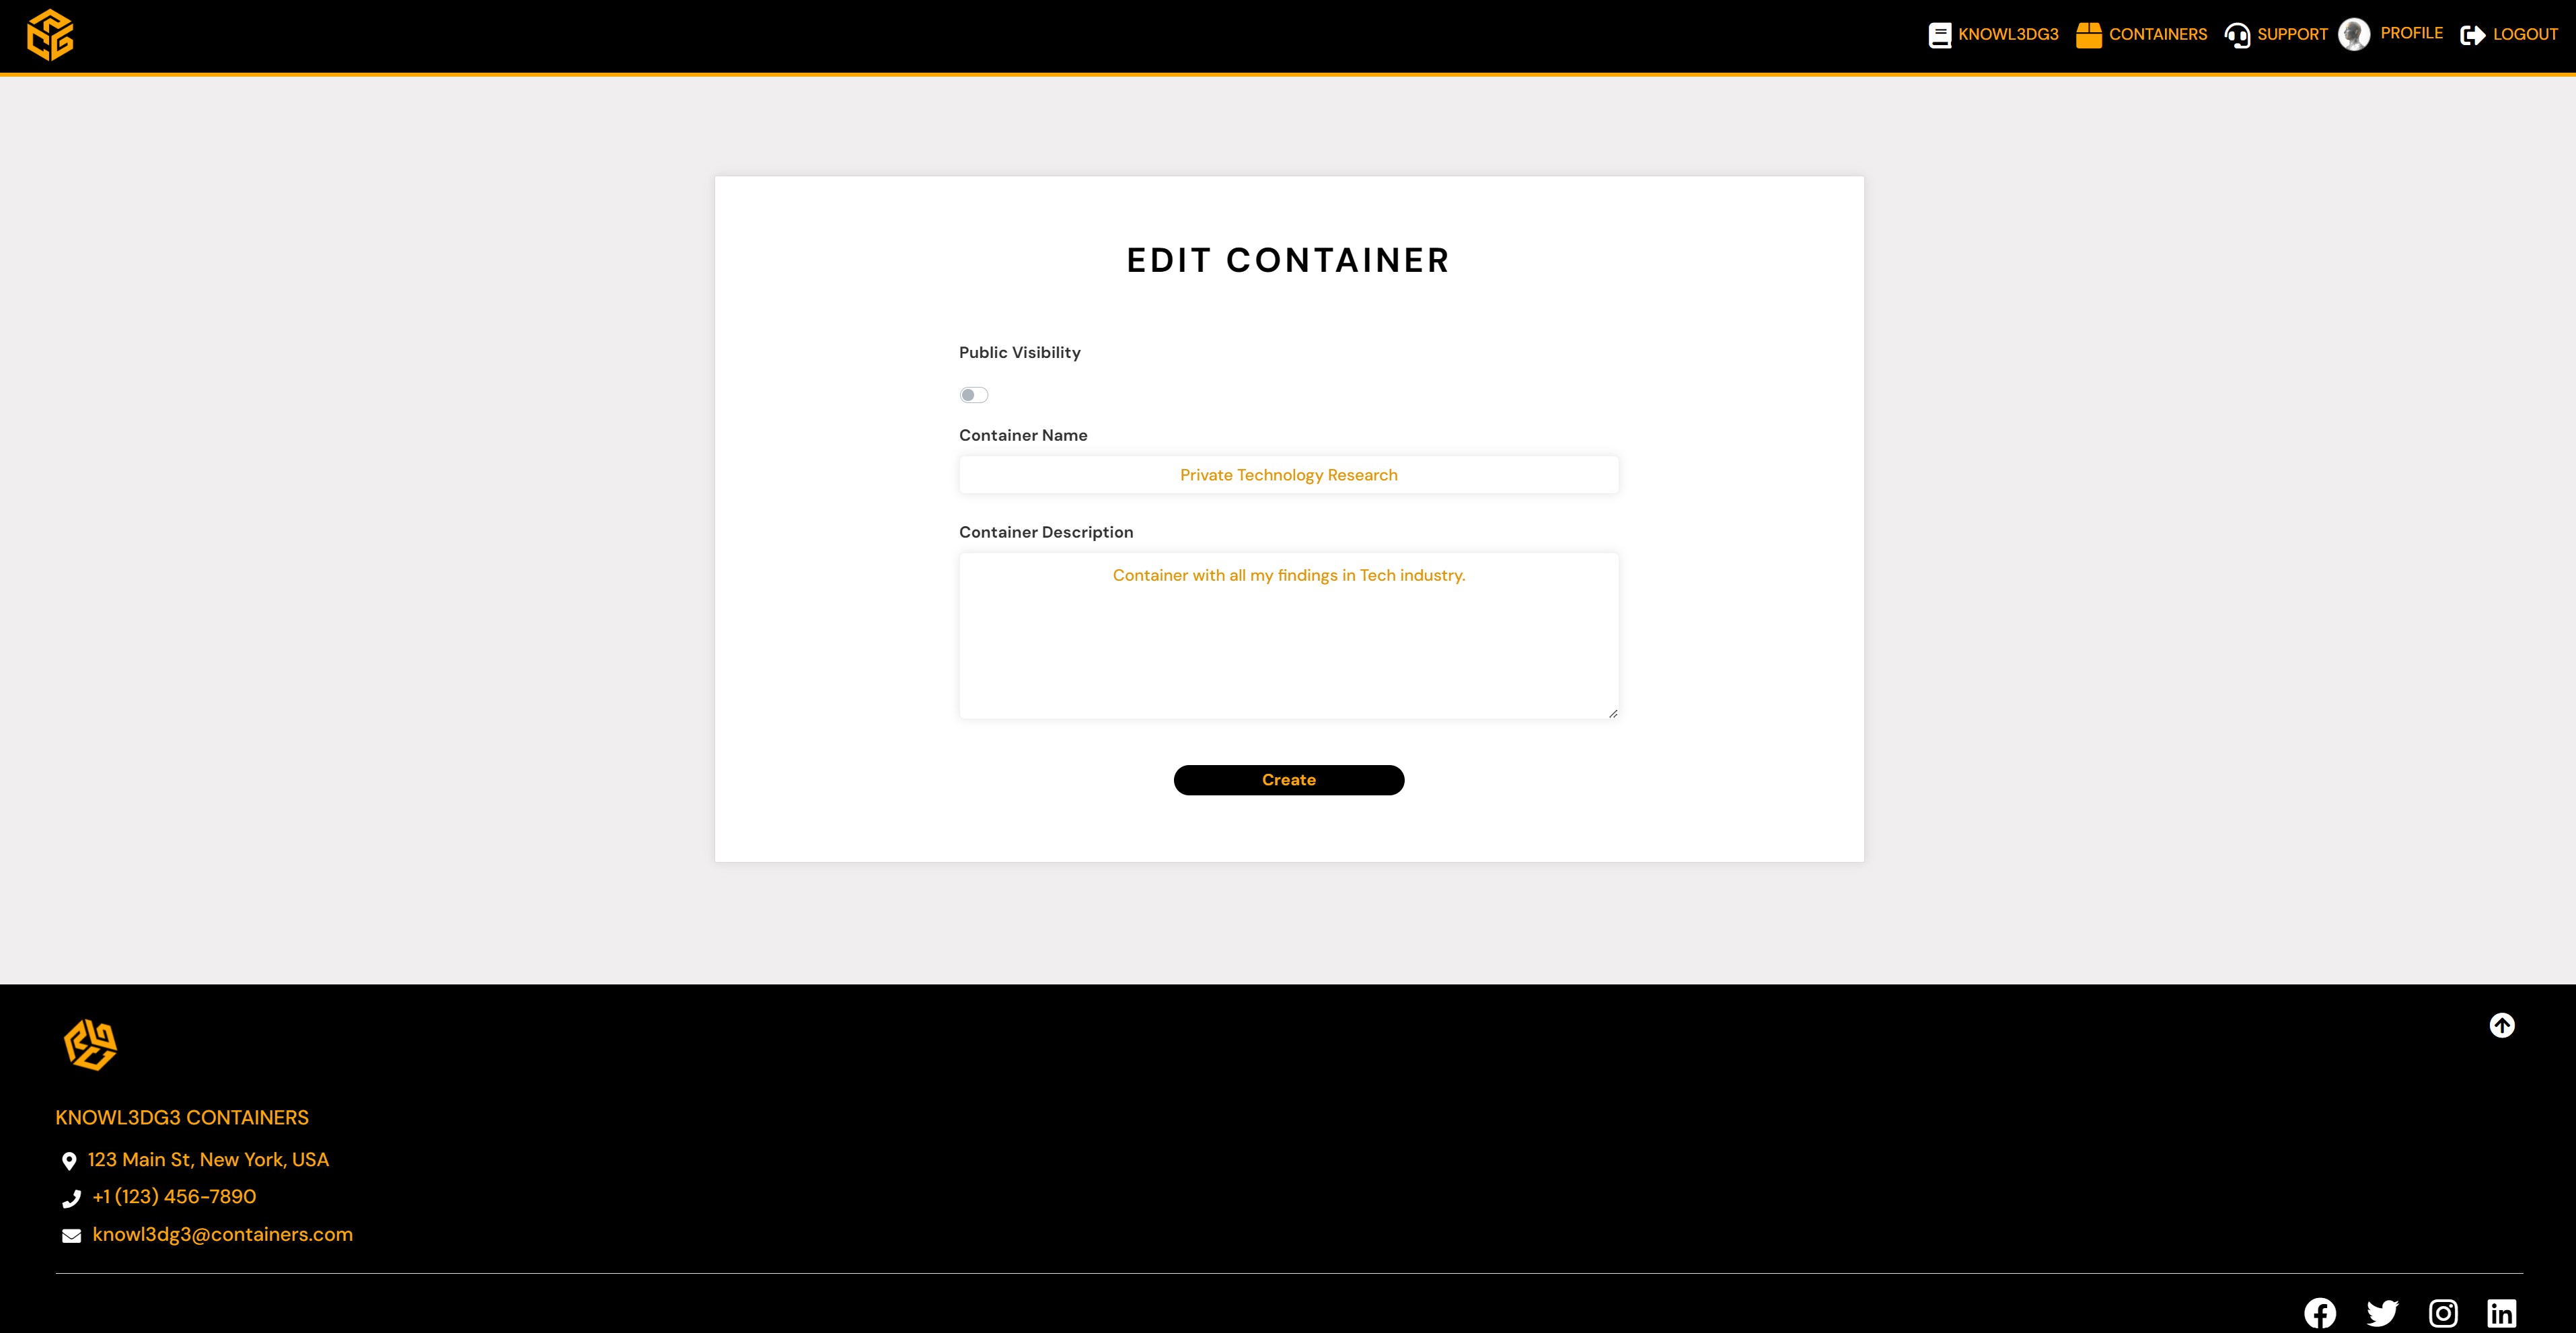 KNOWL3DG3 CONTAINERS SUPPORT PROFILE LOGOUT
EDIT CONTAINER
Public Visibility
Container Name
Private Technology Research
Container Description
Container with all my findings in Tech industry.
Create
KNOWL3DG3 CONTAINERS
123 Main St, New York, USA
+1 (123) 456-7890
knowl3dg3@containers.com